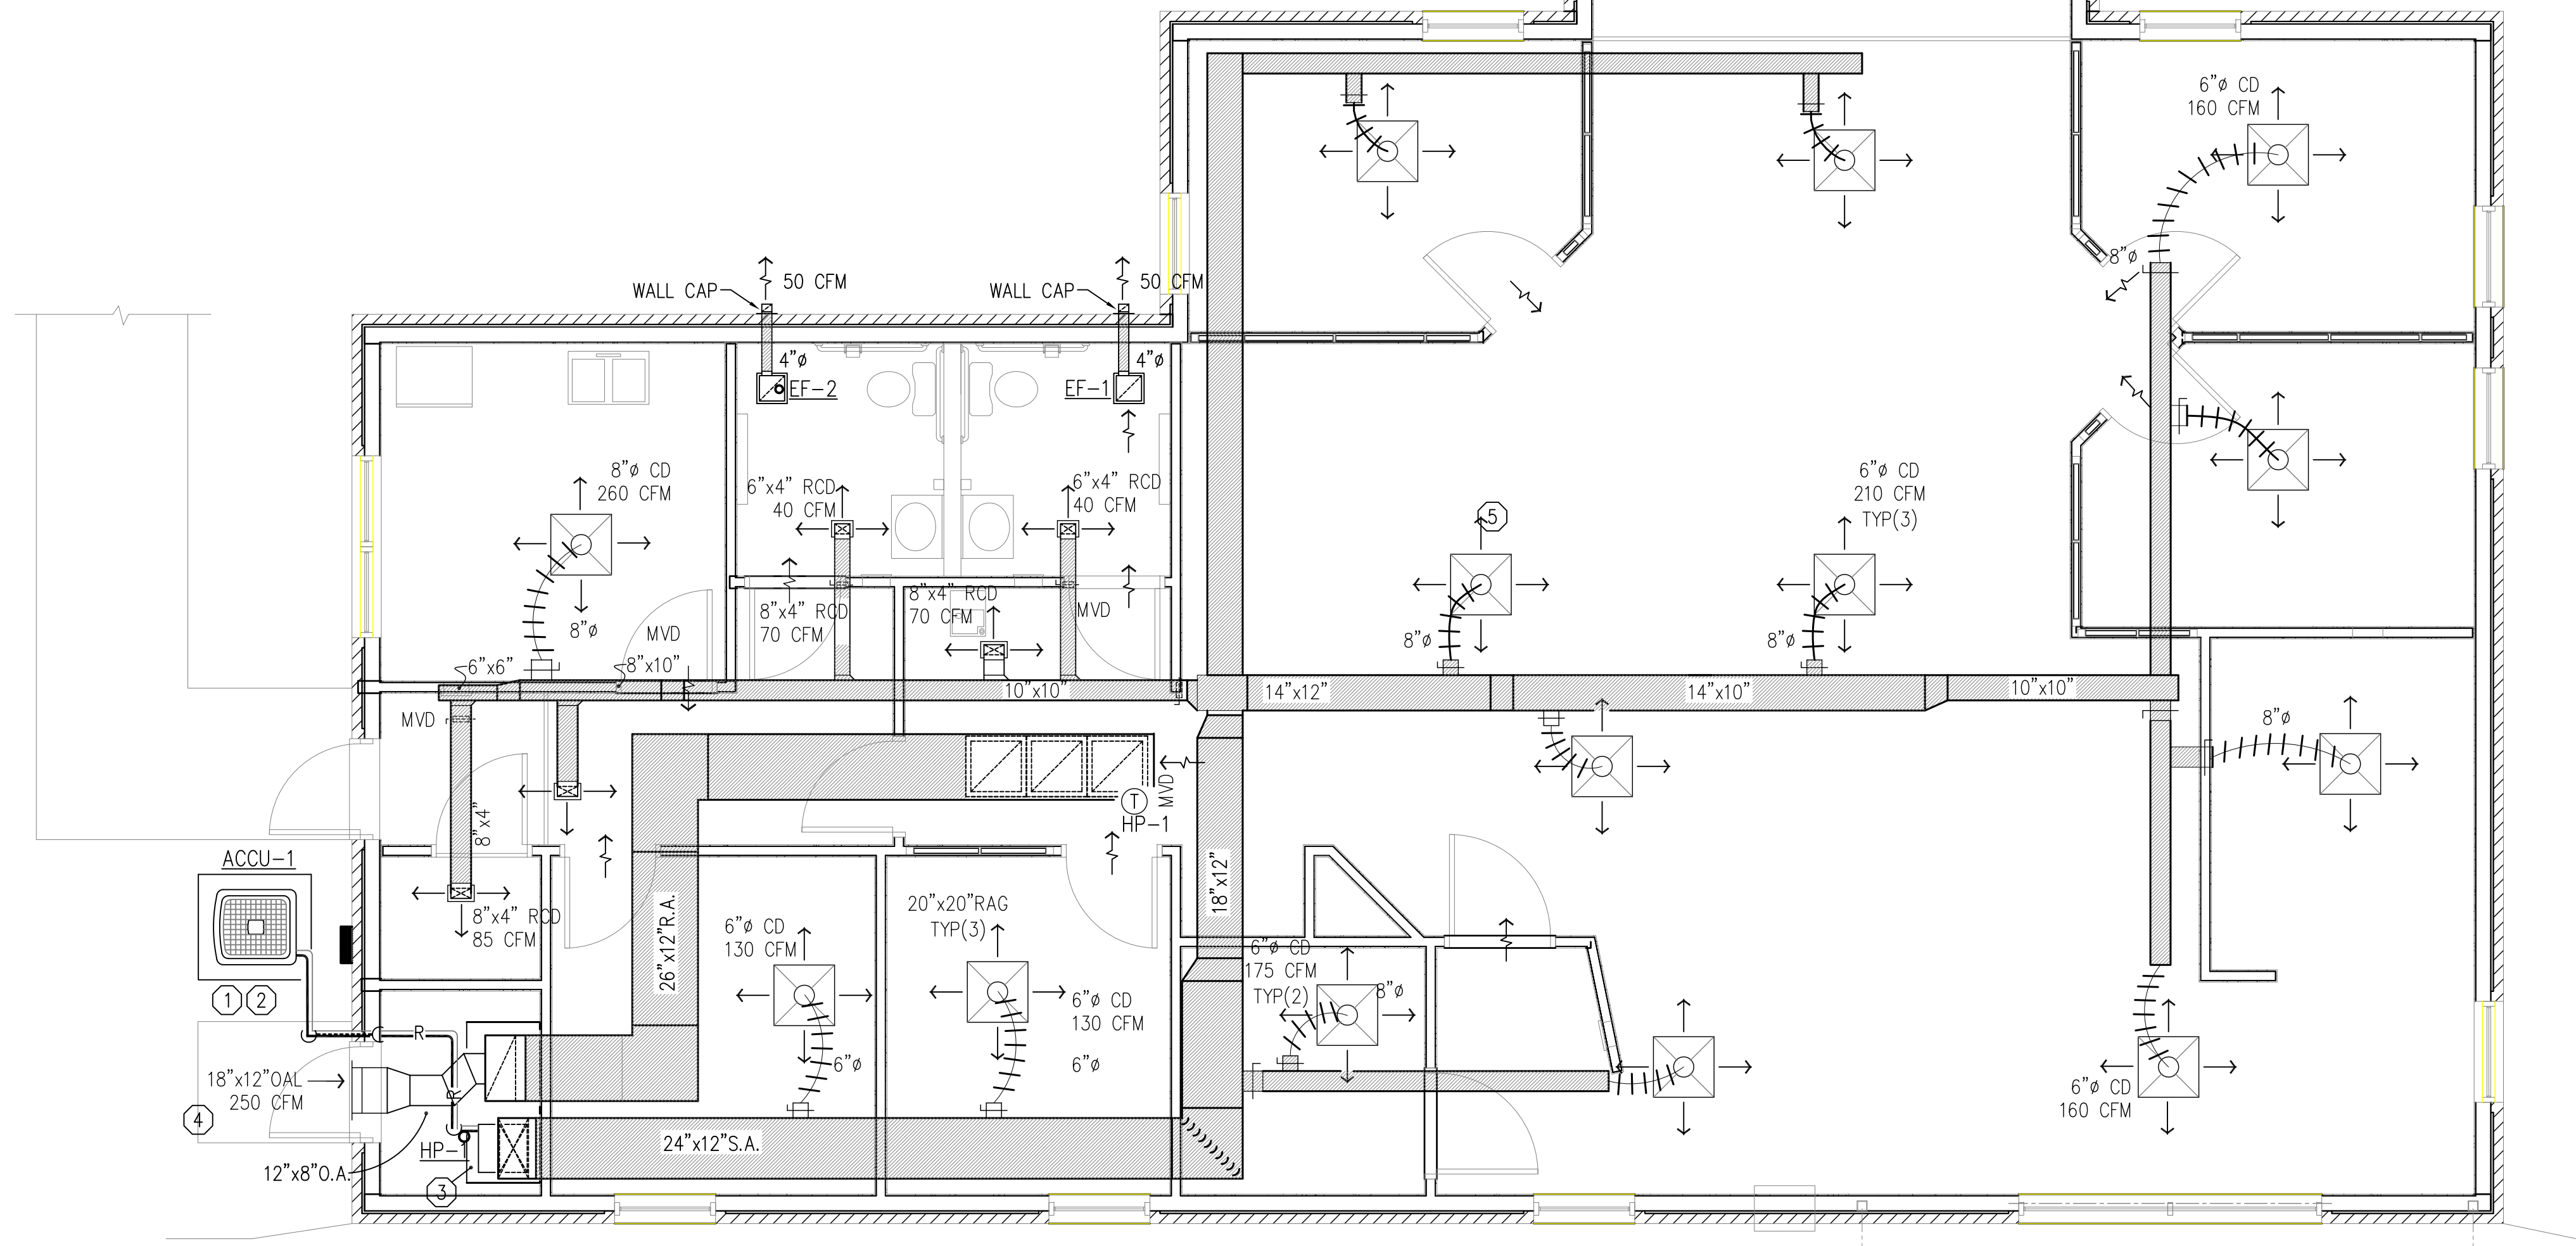 6"ø CD
160 CFM
8"ø
WALL CAP
50 CFM
WALL CAP
50 CFM
4"ø
EF-2
4"ø
EF-1
8"ø CD
260 CFM
6"x4" RCD
40 CFM
6"x4" RCD
40 CFM
6"ø CD
210 CFM
TYP(3)
5
8"x4" RCD
70 CFM
8"x4" RCD
70 CFM
MVD
8"ø
MVD
8"ø
8"ø
6"x6"
8"x10"
10"x10"
14"x12"
14"x10"
10"x10"
MVD
8"ø
MVD
T
HP-1
8"x4"
ACCU-1
18"x12"
26"x12"R.A.
8"x4" RCD
85 CFM
6"ø CD
130 CFM
20"x20"RAG
TYP(3)
6"ø CD
175 CFM
TYP(2)
8"ø
1
2
6"ø CD
130 CFM
R
R
6"ø
6"ø
18"x12"OAL
250 CFM
4
6"ø CD
160 CFM
HP-1
24"x12"S.A.
12"x8"O.A.
3